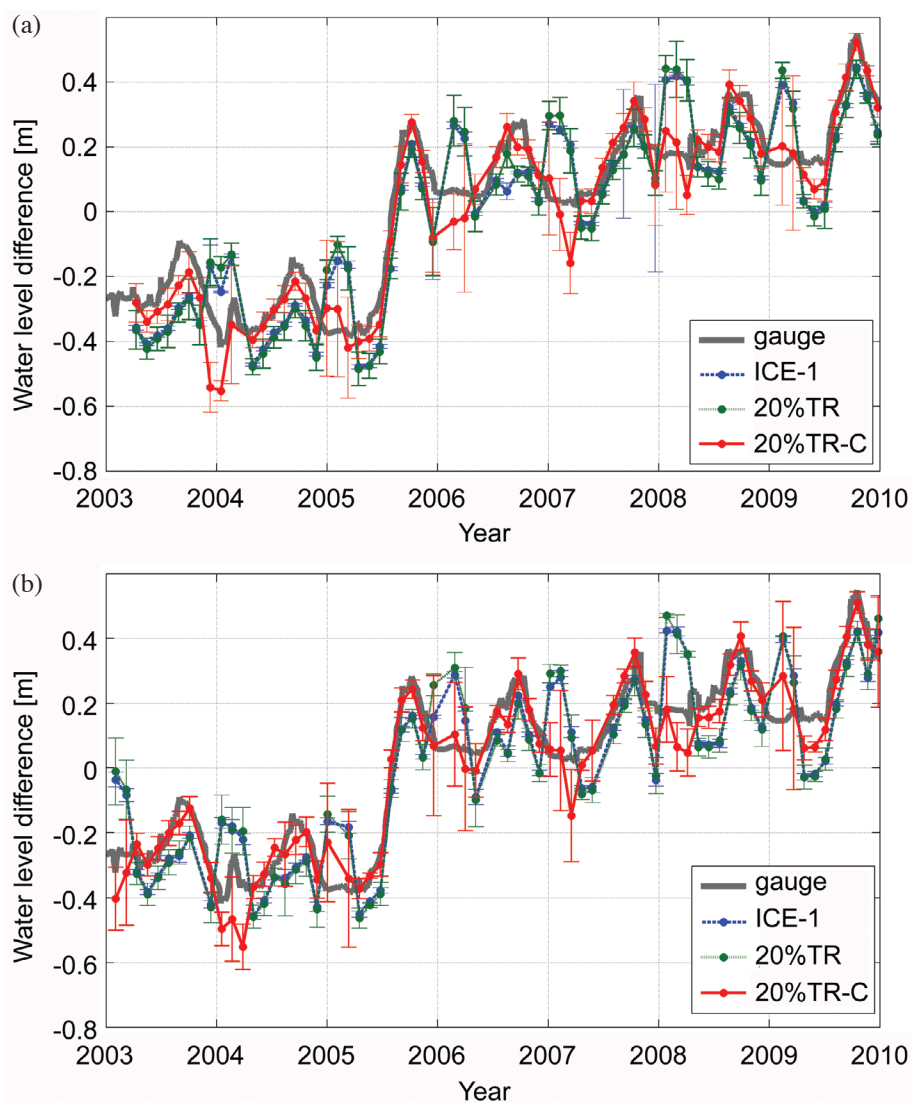 (a)
Water level difference [m]
0.4
0.2
0
-0.2
-0.4
-0.6
-0.8
gauge
ICE-1
20%TR
20%TR-C
2003 2004 2005 2006 2007 2008 2009 2010
Year
(b)
Water level difference [m]
0.4
0.2
0
-0.2
-0.4
-0.6
-0.8
gauge
ICE-1
20%TR
20%TR-C
2003 2004 2005 2006 2007 2008 2009 2010
Year